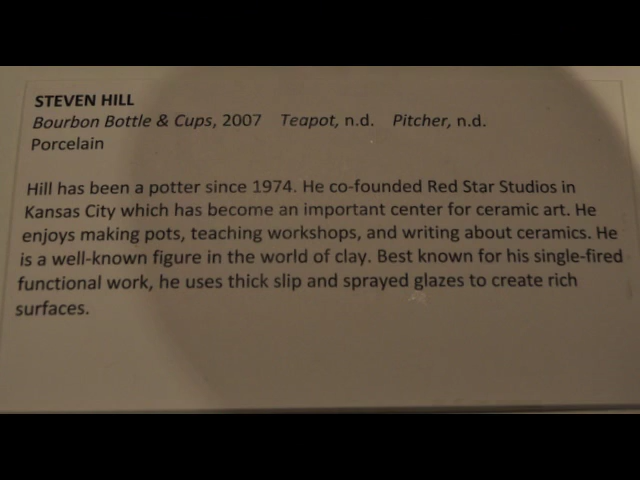 STEVEN HILL
Bourbon Bottle & Cups, 2007 Teapot, n.d. Pitcher, n.d.
Porcelain
Hill has been a potter since 1974. He co-founded Red Star Studios in
Kansas City which has become an important center for ceramic art. He
enjoys making pots, teaching workshops, and writing about ceramics. He
is a well-known figure in the world of clay. Best known for his single-fired
functional work, he uses thick slip and sprayed glazes to create rich
surfaces.